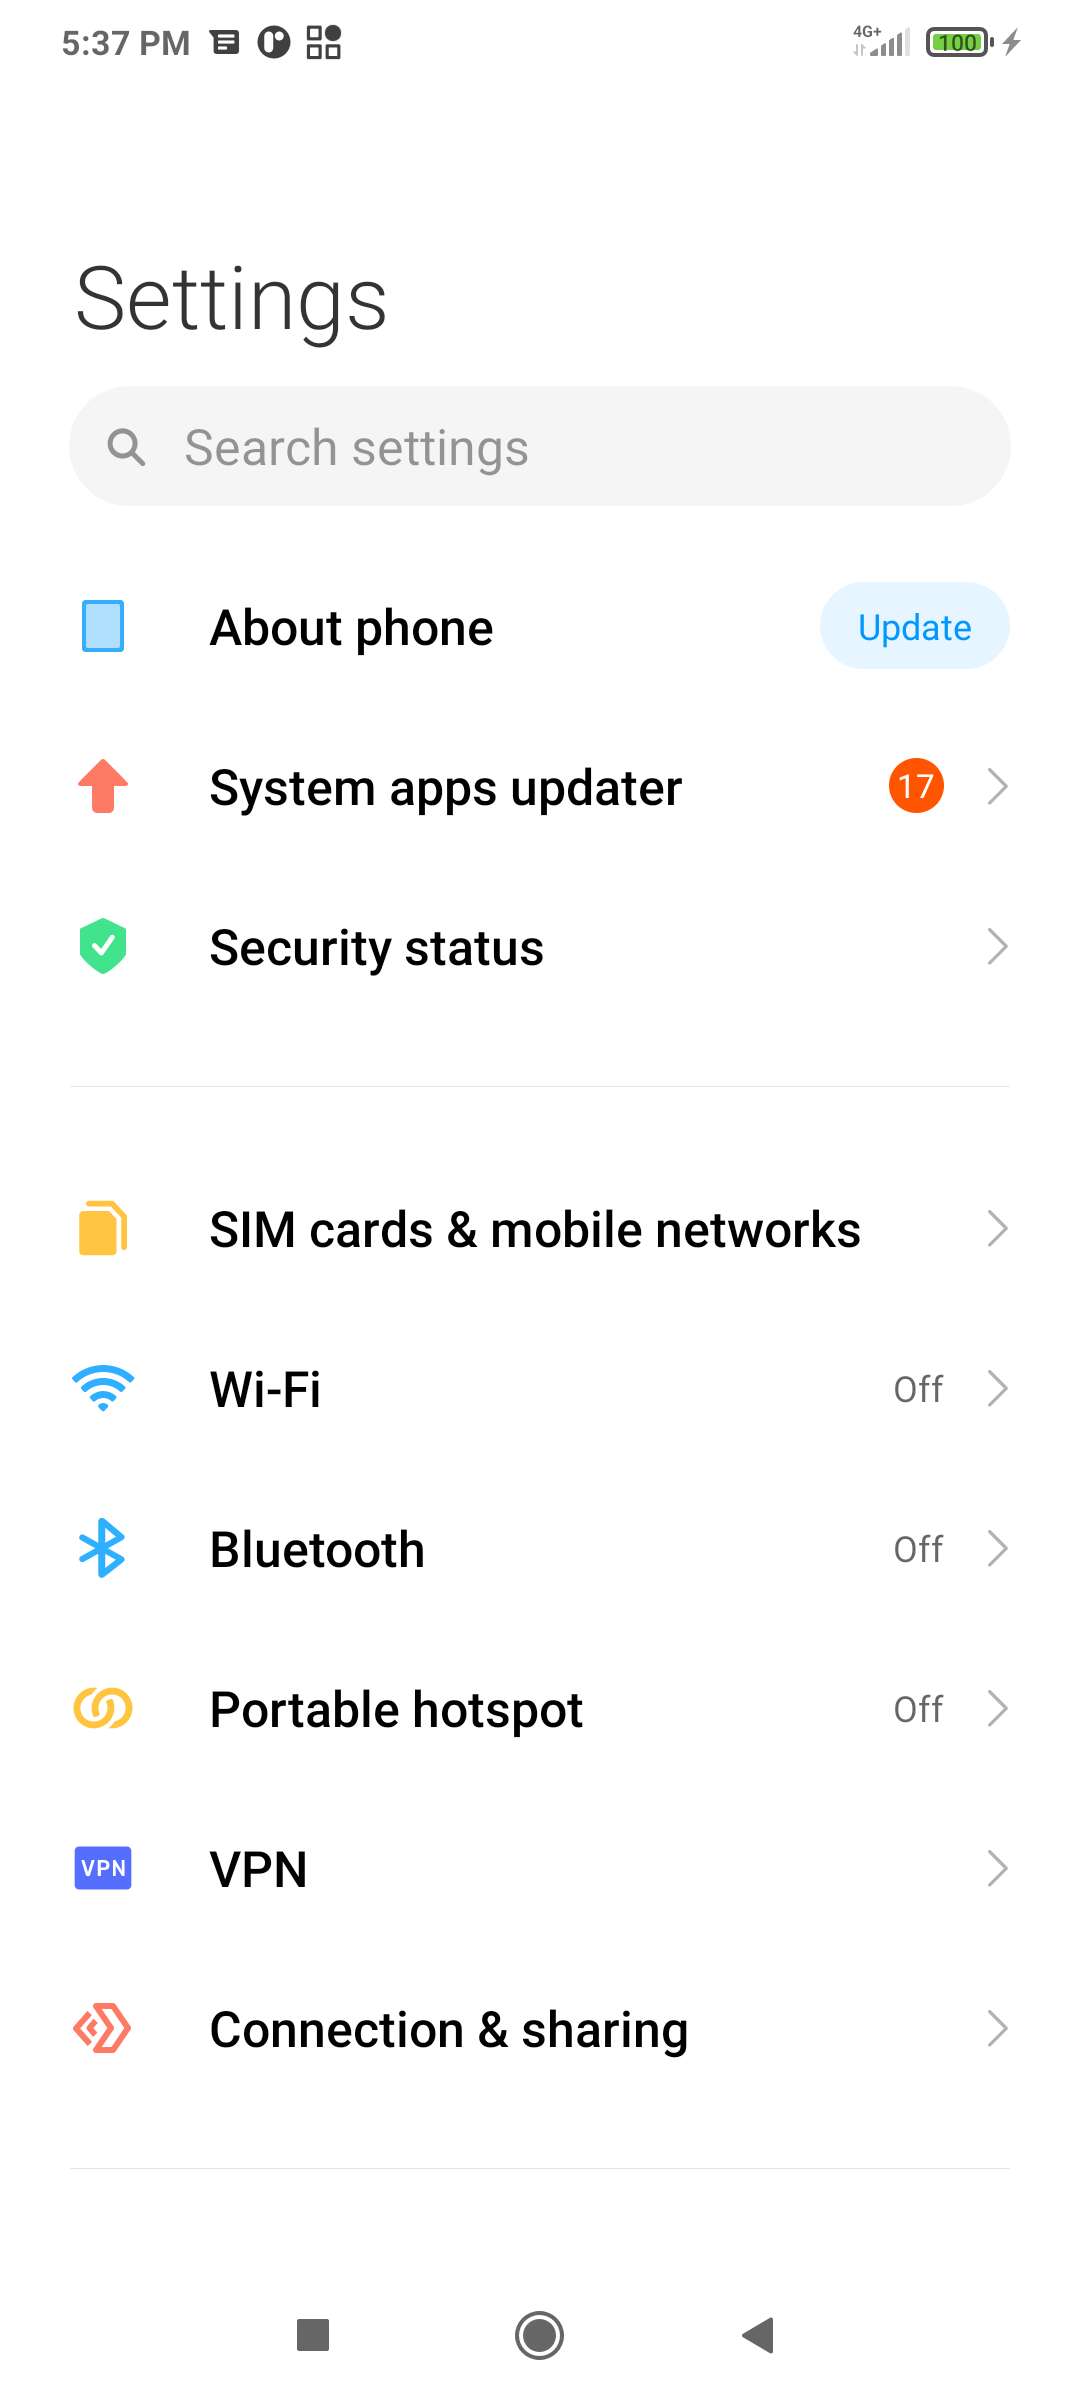 5:37 PM
4G+
100
Settings
Search settings
About phone
Update
System apps updater
17
Security status
SIM cards & mobile networks
Wi-Fi
Off
Bluetooth
Off
Portable hotspot
Off
VPN
VPN
Connection & sharing